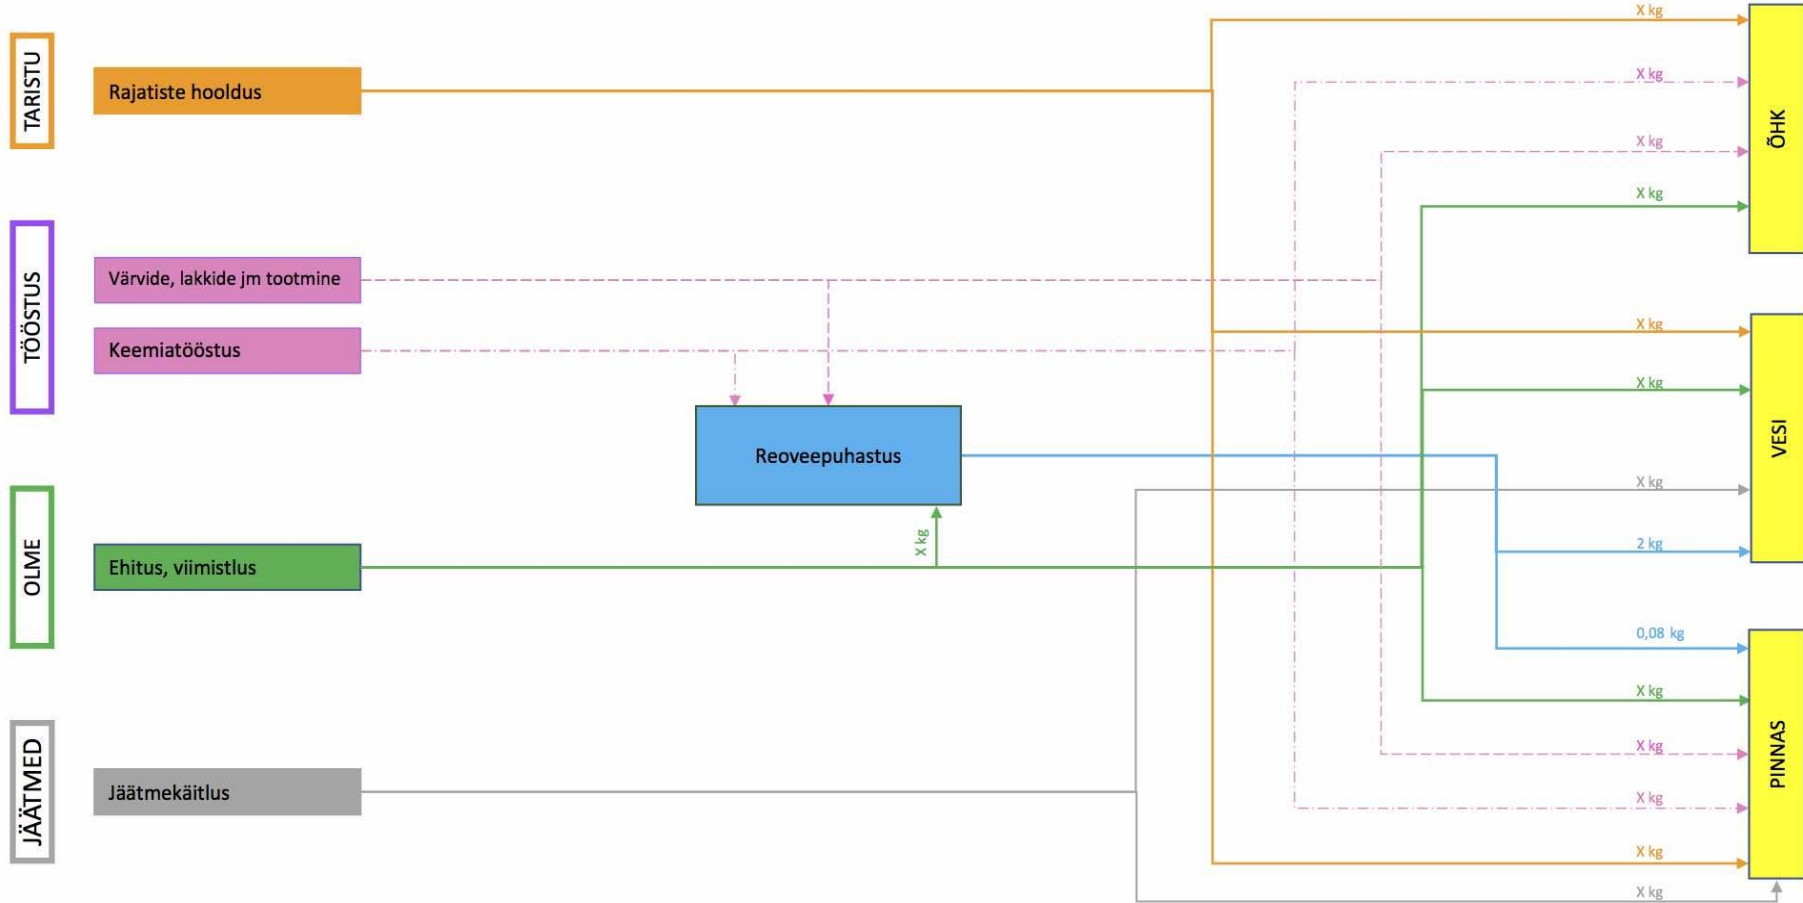 TARISTU
Rajatiste hooldus
TÖÖSTUS
Värvide, lakkide jm tootmine
Keemiatööstus
Reoveepuhastus
X kg
OLME
Ehitus, viimistlus
JÄÄTMED
Jäätmekäitlus
X kg
X kg
X kg
X kg
ÕHK
X kg
X kg
X kg
2 kg
VESI
0,08 kg
X kg
X kg
X kg
X kg
X kg
PINNAS